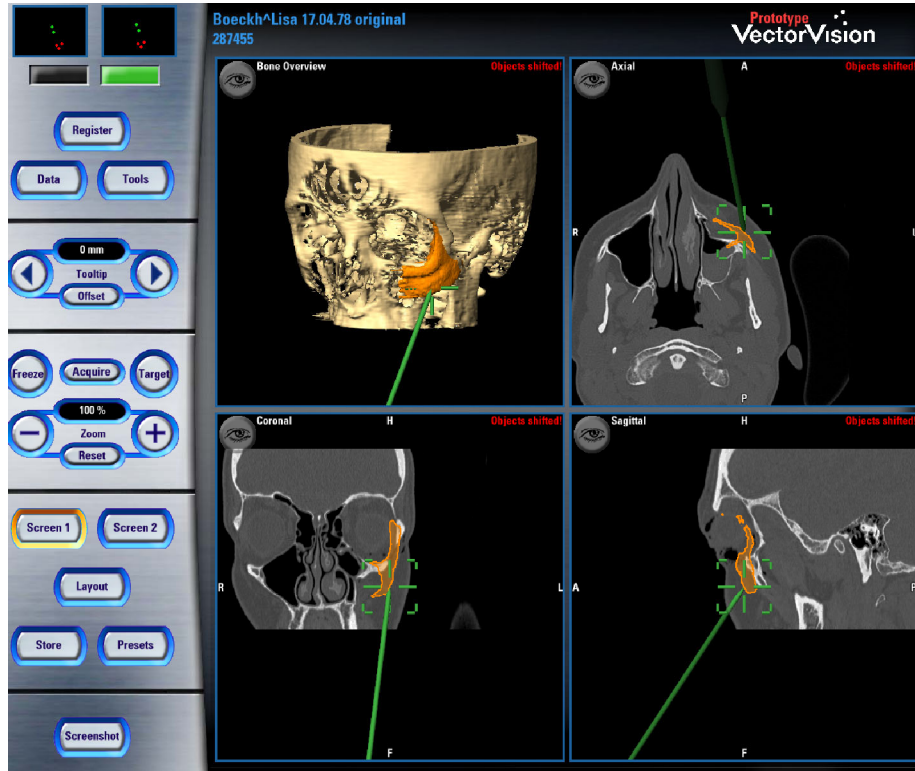 Boeckh^Lisa 17.04.78 original
287455
Prototype
VectorVision
Register
Data
Tools
0 mm
Tooltip
Offset
Freeze
Acquire
Target
100 %
Zoom
Reset
Screen 1
Screen 2
Layout
Store
Presets
Screenshot
Bone Overview
Objects shifted!
Axial
A
Objects shifted!
R
L
P
Coronal
H
Objects shifted!
R
L
F
Sagittal
H
Objects shifted!
A
P
F